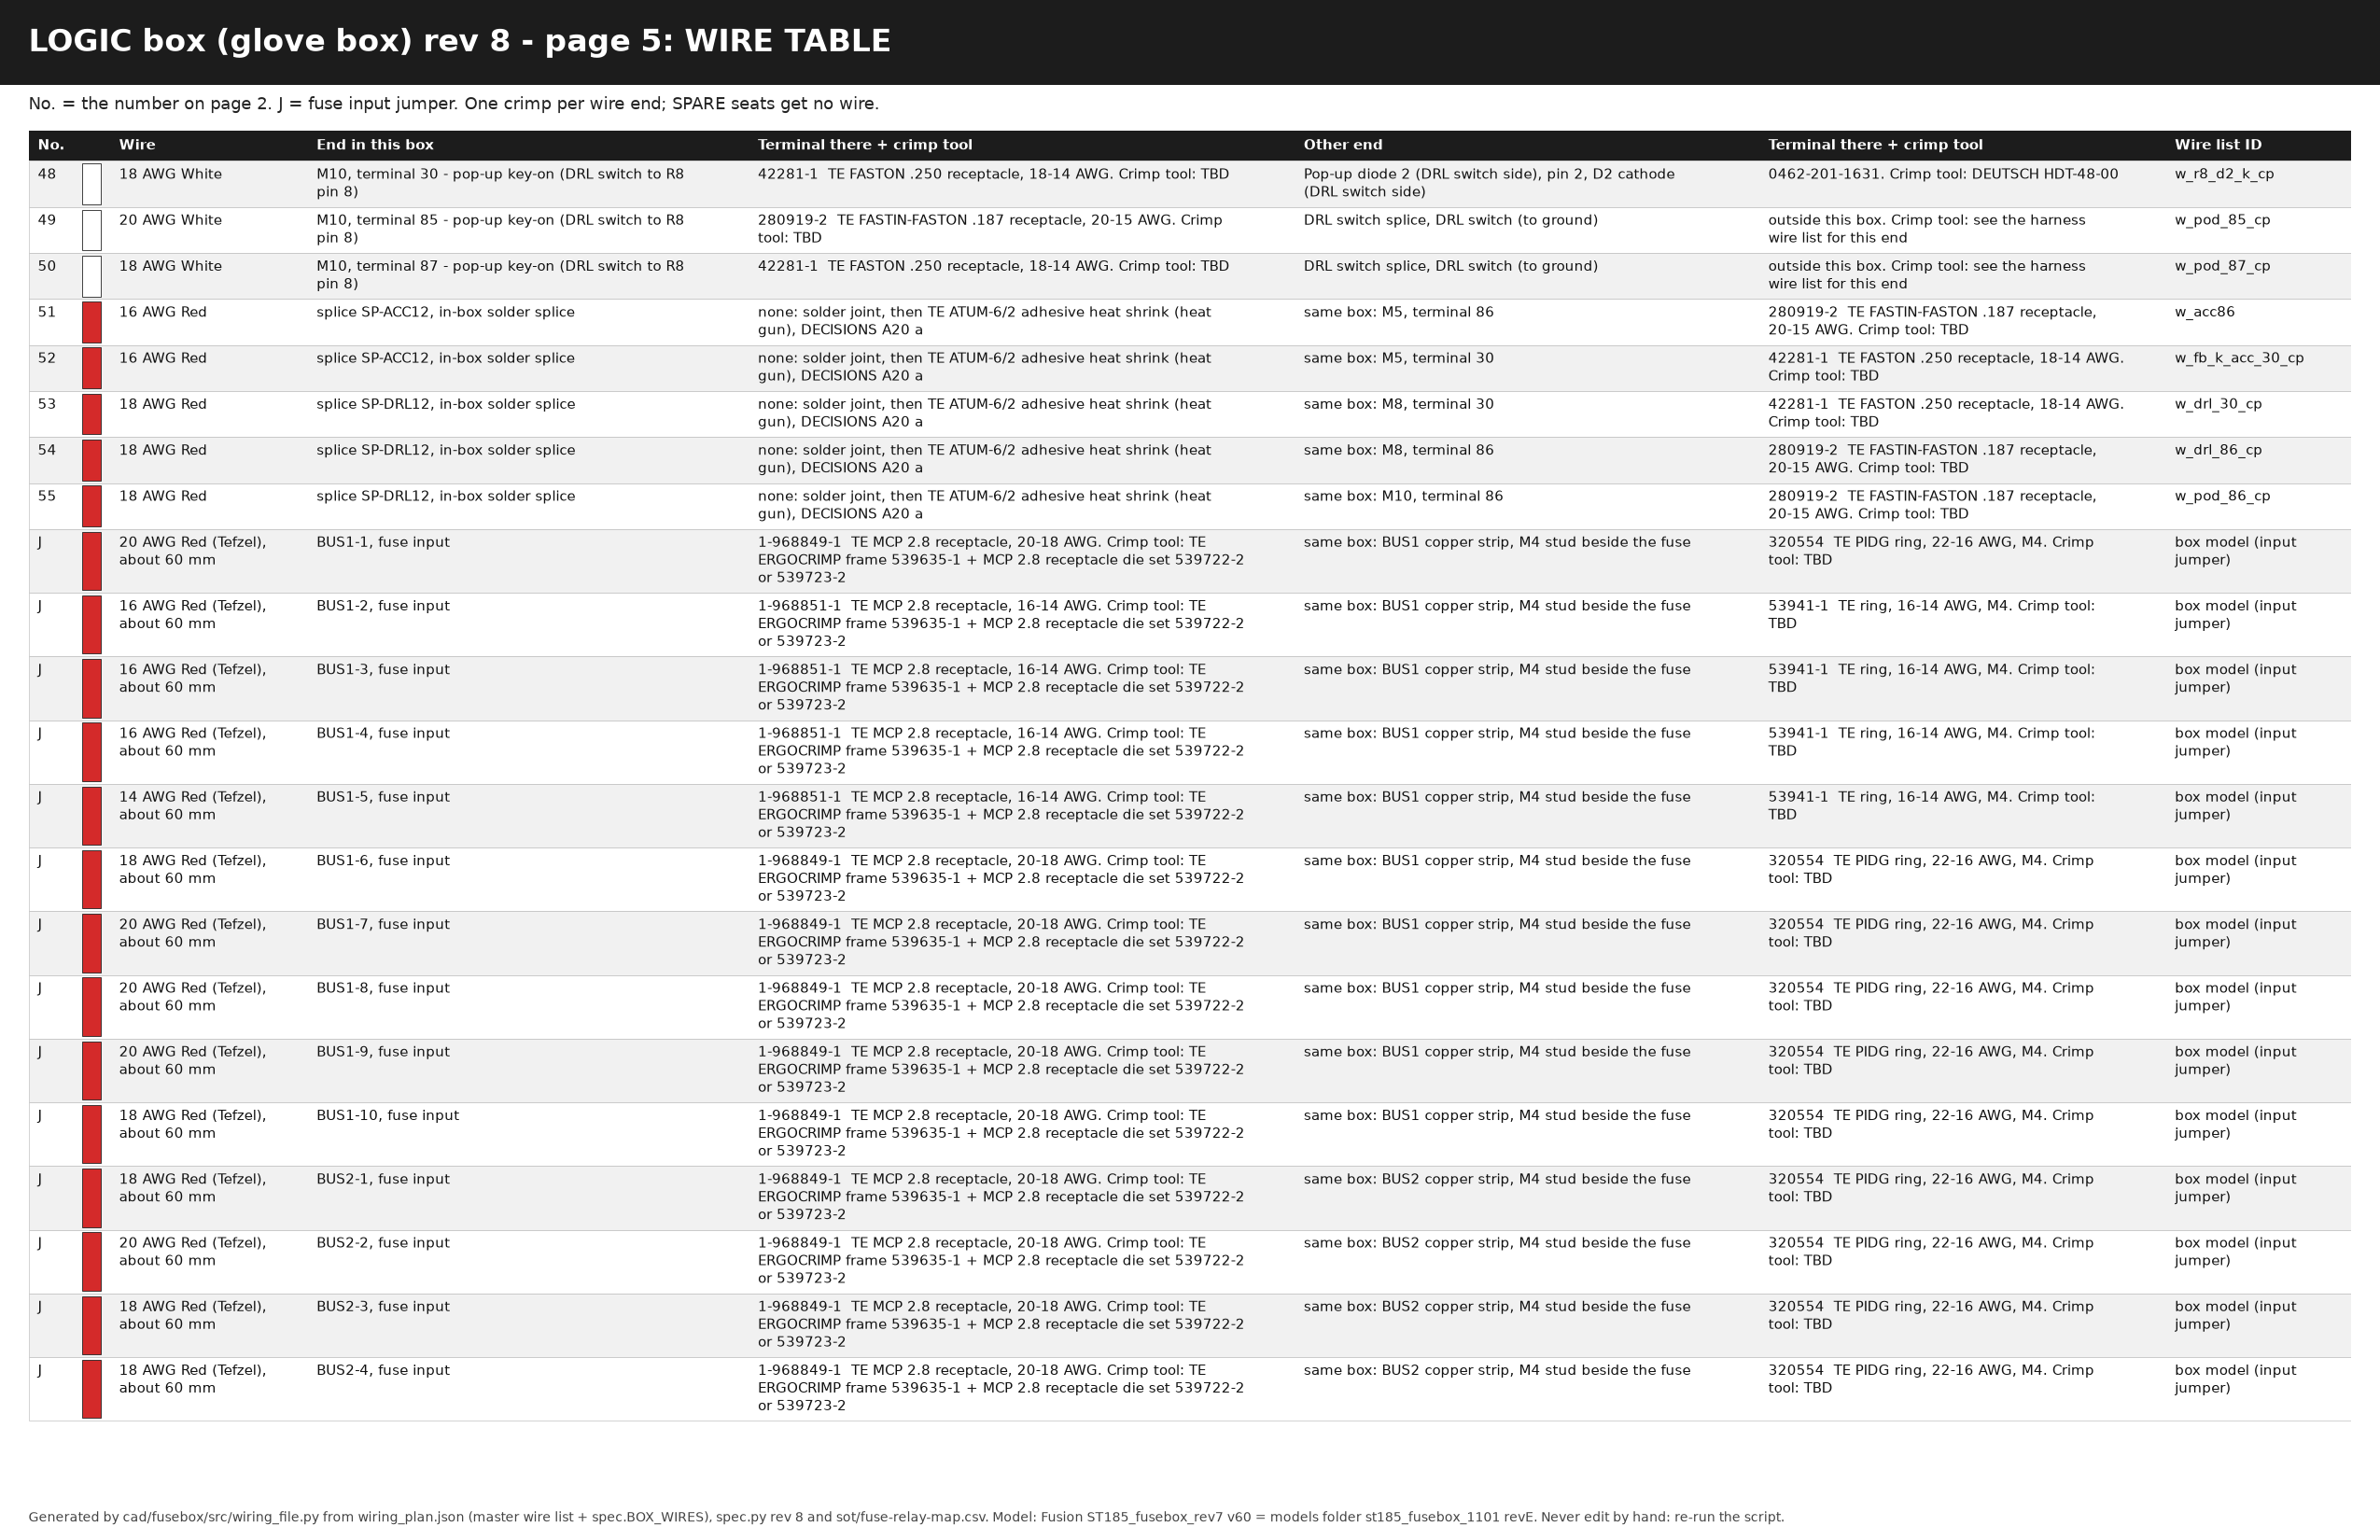 LOGIC box (glove box) rev 8 - page 5: WIRE TABLE
No. = the number on page 2. J = fuse input jumper. One crimp per wire end; SPARE seats get no wire.
No. Wire End in this box Terminal there + crimp tool Other end Terminal there + crimp tool Wire list ID
48 18 AWG White M10, terminal 30 - pop-up key-on (DRL switch to R8 42281-1 TE FASTON .250 receptacle, 18-14 AWG. Crimp tool: TBD Pop-up diode 2 (DRL switch side), pin 2, D2 cathode 0462-201-1631. Crimp tool: DEUTSCH HDT-48-00 w_r8_d2_k_cp
pin 8) (DRL switch side)
49 20 AWG White M10, terminal 85 - pop-up key-on (DRL switch to R8 280919-2 TE FASTIN-FASTON .187 receptacle, 20-15 AWG. Crimp DRL switch splice, DRL switch (to ground) outside this box. Crimp tool: see the harness w_pod_85_cp
pin 8) tool: TBD wire list for this end
50 18 AWG White M10, terminal 87 - pop-up key-on (DRL switch to R8 42281-1 TE FASTON .250 receptacle, 18-14 AWG. Crimp tool: TBD DRL switch splice, DRL switch (to ground) outside this box. Crimp tool: see the harness w_pod_87_cp
pin 8) wire list for this end
51 16 AWG Red splice SP-ACC12, in-box solder splice none: solder joint, then TE ATUM-6/2 adhesive heat shrink (heat same box: M5, terminal 86 280919-2 TE FASTIN-FASTON .187 receptacle, w_acc86
gun), DECISIONS A20 a 20-15 AWG. Crimp tool: TBD
52 16 AWG Red splice SP-ACC12, in-box solder splice none: solder joint, then TE ATUM-6/2 adhesive heat shrink (heat same box: M5, terminal 30 42281-1 TE FASTON .250 receptacle, 18-14 AWG. w_fb_k_acc_30_cp
gun), DECISIONS A20 a Crimp tool: TBD
53 18 AWG Red splice SP-DRL12, in-box solder splice none: solder joint, then TE ATUM-6/2 adhesive heat shrink (heat same box: M8, terminal 30 42281-1 TE FASTON .250 receptacle, 18-14 AWG. w_drl_30_cp
gun), DECISIONS A20 a Crimp tool: TBD
54 18 AWG Red splice SP-DRL12, in-box solder splice none: solder joint, then TE ATUM-6/2 adhesive heat shrink (heat same box: M8, terminal 86 280919-2 TE FASTIN-FASTON .187 receptacle, w_drl_86_cp
gun), DECISIONS A20 a 20-15 AWG. Crimp tool: TBD
55 18 AWG Red splice SP-DRL12, in-box solder splice none: solder joint, then TE ATUM-6/2 adhesive heat shrink (heat same box: M10, terminal 86 280919-2 TE FASTIN-FASTON .187 receptacle, w_pod_86_cp
gun), DECISIONS A20 a 20-15 AWG. Crimp tool: TBD
J 20 AWG Red (Tefzel), BUS1-1, fuse input 1-968849-1 TE MCP 2.8 receptacle, 20-18 AWG. Crimp tool: TE same box: BUS1 copper strip, M4 stud beside the fuse 320554 TE PIDG ring, 22-16 AWG, M4. Crimp box model (input
about 60 mm ERGOCRIMP frame 539635-1 + MCP 2.8 receptacle die set 539722-2 tool: TBD jumper)
or 539723-2
J 16 AWG Red (Tefzel), BUS1-2, fuse input 1-968851-1 TE MCP 2.8 receptacle, 16-14 AWG. Crimp tool: TE same box: BUS1 copper strip, M4 stud beside the fuse 53941-1 TE ring, 16-14 AWG, M4. Crimp tool: box model (input
about 60 mm ERGOCRIMP frame 539635-1 + MCP 2.8 receptacle die set 539722-2 TBD jumper)
or 539723-2
J 16 AWG Red (Tefzel), BUS1-3, fuse input 1-968851-1 TE MCP 2.8 receptacle, 16-14 AWG. Crimp tool: TE same box: BUS1 copper strip, M4 stud beside the fuse 53941-1 TE ring, 16-14 AWG, M4. Crimp tool: box model (input
about 60 mm ERGOCRIMP frame 539635-1 + MCP 2.8 receptacle die set 539722-2 TBD jumper)
or 539723-2
J 16 AWG Red (Tefzel), BUS1-4, fuse input 1-968851-1 TE MCP 2.8 receptacle, 16-14 AWG. Crimp tool: TE same box: BUS1 copper strip, M4 stud beside the fuse 53941-1 TE ring, 16-14 AWG, M4. Crimp tool: box model (input
about 60 mm ERGOCRIMP frame 539635-1 + MCP 2.8 receptacle die set 539722-2 TBD jumper)
or 539723-2
J 14 AWG Red (Tefzel), BUS1-5, fuse input 1-968851-1 TE MCP 2.8 receptacle, 16-14 AWG. Crimp tool: TE same box: BUS1 copper strip, M4 stud beside the fuse 53941-1 TE ring, 16-14 AWG, M4. Crimp tool: box model (input
about 60 mm ERGOCRIMP frame 539635-1 + MCP 2.8 receptacle die set 539722-2 TBD jumper)
or 539723-2
J 18 AWG Red (Tefzel), BUS1-6, fuse input 1-968849-1 TE MCP 2.8 receptacle, 20-18 AWG. Crimp tool: TE same box: BUS1 copper strip, M4 stud beside the fuse 320554 TE PIDG ring, 22-16 AWG, M4. Crimp box model (input
about 60 mm ERGOCRIMP frame 539635-1 + MCP 2.8 receptacle die set 539722-2 tool: TBD jumper)
or 539723-2
J 20 AWG Red (Tefzel), BUS1-7, fuse input 1-968849-1 TE MCP 2.8 receptacle, 20-18 AWG. Crimp tool: TE same box: BUS1 copper strip, M4 stud beside the fuse 320554 TE PIDG ring, 22-16 AWG, M4. Crimp box model (input
about 60 mm ERGOCRIMP frame 539635-1 + MCP 2.8 receptacle die set 539722-2 tool: TBD jumper)
or 539723-2
J 20 AWG Red (Tefzel), BUS1-8, fuse input 1-968849-1 TE MCP 2.8 receptacle, 20-18 AWG. Crimp tool: TE same box: BUS1 copper strip, M4 stud beside the fuse 320554 TE PIDG ring, 22-16 AWG, M4. Crimp box model (input
about 60 mm ERGOCRIMP frame 539635-1 + MCP 2.8 receptacle die set 539722-2 tool: TBD jumper)
or 539723-2
J 20 AWG Red (Tefzel), BUS1-9, fuse input 1-968849-1 TE MCP 2.8 receptacle, 20-18 AWG. Crimp tool: TE same box: BUS1 copper strip, M4 stud beside the fuse 320554 TE PIDG ring, 22-16 AWG, M4. Crimp box model (input
about 60 mm ERGOCRIMP frame 539635-1 + MCP 2.8 receptacle die set 539722-2 tool: TBD jumper)
or 539723-2
J 18 AWG Red (Tefzel), BUS1-10, fuse input 1-968849-1 TE MCP 2.8 receptacle, 20-18 AWG. Crimp tool: TE same box: BUS1 copper strip, M4 stud beside the fuse 320554 TE PIDG ring, 22-16 AWG, M4. Crimp box model (input
about 60 mm ERGOCRIMP frame 539635-1 + MCP 2.8 receptacle die set 539722-2 tool: TBD jumper)
or 539723-2
J 18 AWG Red (Tefzel), BUS2-1, fuse input 1-968849-1 TE MCP 2.8 receptacle, 20-18 AWG. Crimp tool: TE same box: BUS2 copper strip, M4 stud beside the fuse 320554 TE PIDG ring, 22-16 AWG, M4. Crimp box model (input
about 60 mm ERGOCRIMP frame 539635-1 + MCP 2.8 receptacle die set 539722-2 tool: TBD jumper)
or 539723-2
J 20 AWG Red (Tefzel), BUS2-2, fuse input 1-968849-1 TE MCP 2.8 receptacle, 20-18 AWG. Crimp tool: TE same box: BUS2 copper strip, M4 stud beside the fuse 320554 TE PIDG ring, 22-16 AWG, M4. Crimp box model (input
about 60 mm ERGOCRIMP frame 539635-1 + MCP 2.8 receptacle die set 539722-2 tool: TBD jumper)
or 539723-2
J 18 AWG Red (Tefzel), BUS2-3, fuse input 1-968849-1 TE MCP 2.8 receptacle, 20-18 AWG. Crimp tool: TE same box: BUS2 copper strip, M4 stud beside the fuse 320554 TE PIDG ring, 22-16 AWG, M4. Crimp box model (input
about 60 mm ERGOCRIMP frame 539635-1 + MCP 2.8 receptacle die set 539722-2 tool: TBD jumper)
or 539723-2
J 18 AWG Red (Tefzel), BUS2-4, fuse input 1-968849-1 TE MCP 2.8 receptacle, 20-18 AWG. Crimp tool: TE same box: BUS2 copper strip, M4 stud beside the fuse 320554 TE PIDG ring, 22-16 AWG, M4. Crimp box model (input
about 60 mm ERGOCRIMP frame 539635-1 + MCP 2.8 receptacle die set 539722-2 tool: TBD jumper)
or 539723-2
Generated by cad/fusebox/src/wiring_file.py from wiring_plan.json (master wire list + spec.BOX_WIRES), spec.py rev 8 and sot/fuse-relay-map.csv. Model: Fusion ST185_fusebox_rev7 v60 = models folder st185_fusebox_1101 revE. Never edit by hand: re-run the script.